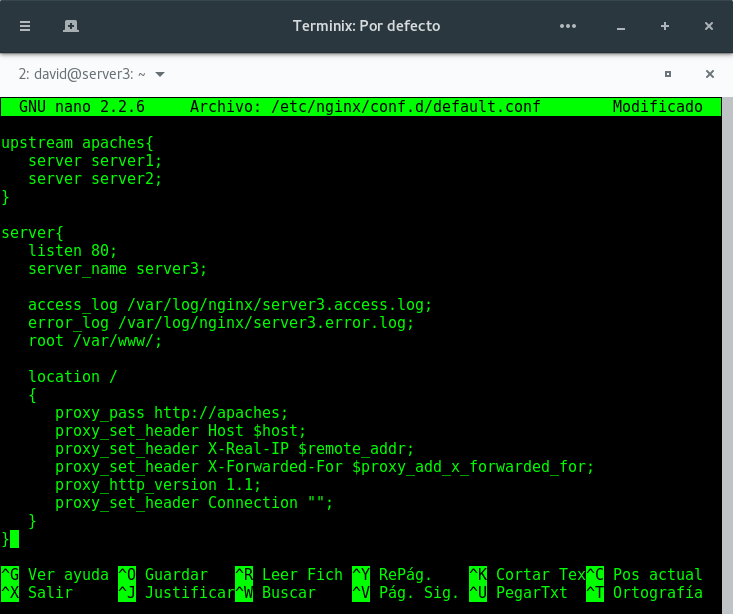 Terminix: Por defecto
2: david@server3: ~
GNU nano 2.2.6     Archivo: /etc/nginx/conf.d/default.conf        Modificado
upstream apaches{
   server server1;
   server server2;
}
server{
   listen 80;
   server_name server3;
   access_log /var/log/nginx/server3.access.log;
   error_log /var/log/nginx/server3.error.log;
   root /var/www/;
   location /
   {
      proxy_pass http://apaches;
      proxy_set_header Host $host;
      proxy_set_header X-Real-IP $remote_addr;
      proxy_set_header X-Forwarded-For $proxy_add_x_forwarded_for;
      proxy_http_version 1.1;
      proxy_set_header Connection "";
   }
}
^G Ver ayuda ^O Guardar   ^R Leer Fich ^Y RePág.    ^K Cortar Tex^C Pos actual
^X Salir     ^J Justificar^W Buscar    ^V Pág. Sig. ^U PegarTxt  ^T Ortografía